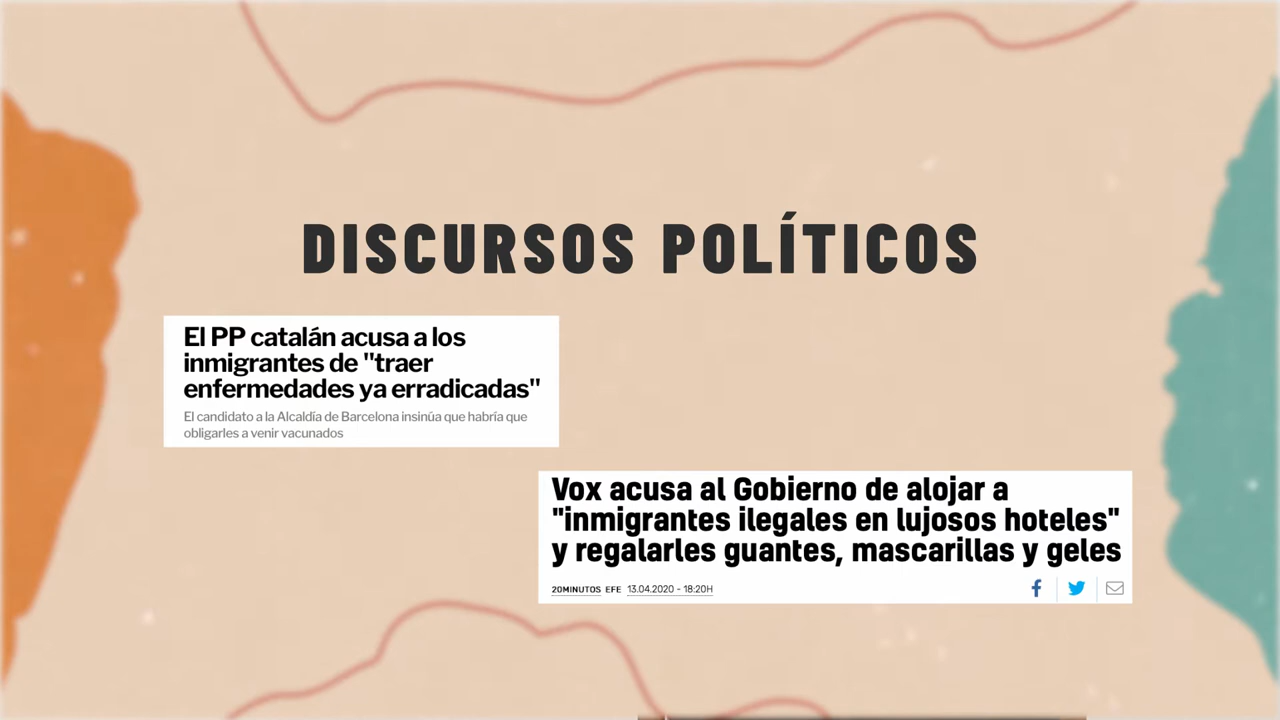 DISCURSOS POLÍTICOS
El PP catalán acusa a los
inmigrantes de "traer
enfermedades ya erradicadas"
El candidato a la Alcaldía de Barcelona insinúa que habría que
obligarles a venir vacunados
Vox acusa al Gobierno de alojar a
"inmigrantes ilegales en lujosos hoteles"
y regalarles guantes, mascarillas y geles
20MINUTOS EFE 13.04.2020 - 18:20H